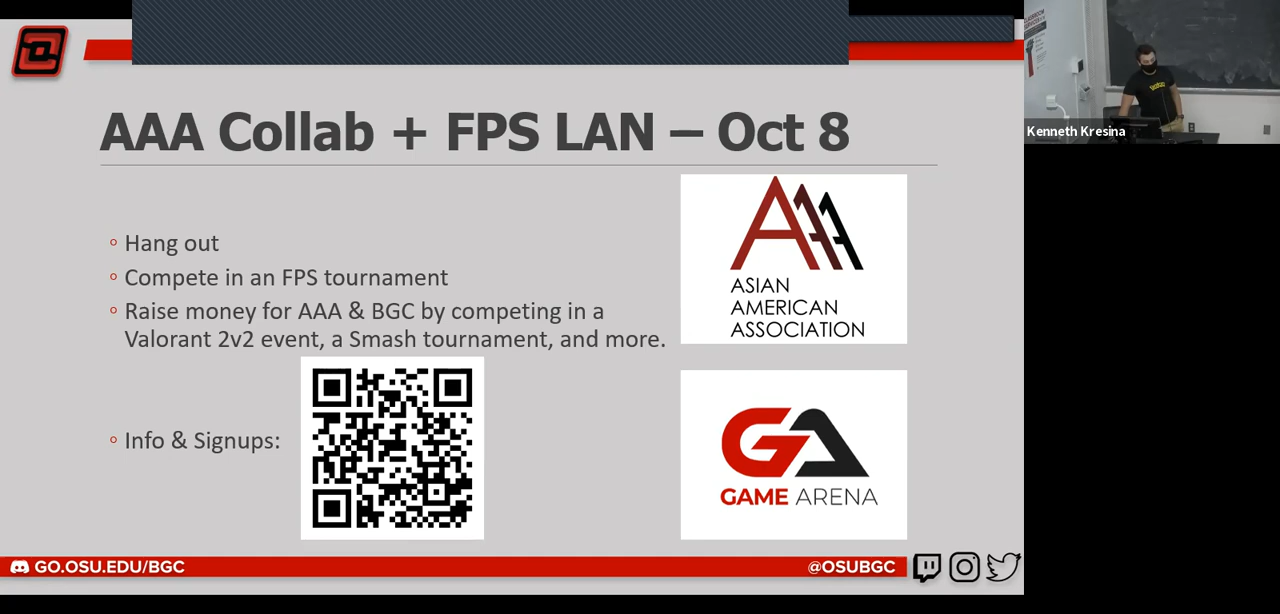 AAA Collab + FPS LAN – Oct 8
Kenneth Kresina
Hang out
Compete in an FPS tournament
Raise money for AAA & BGC by competing in a
Valorant 2v2 event, a Smash tournament, and more.
Info & Signups:
AAA
ASIAN
AMERICAN
ASSOCIATION
GA
GAME ARENA
GO.OSU.EDU/BGC
@OSUBGC